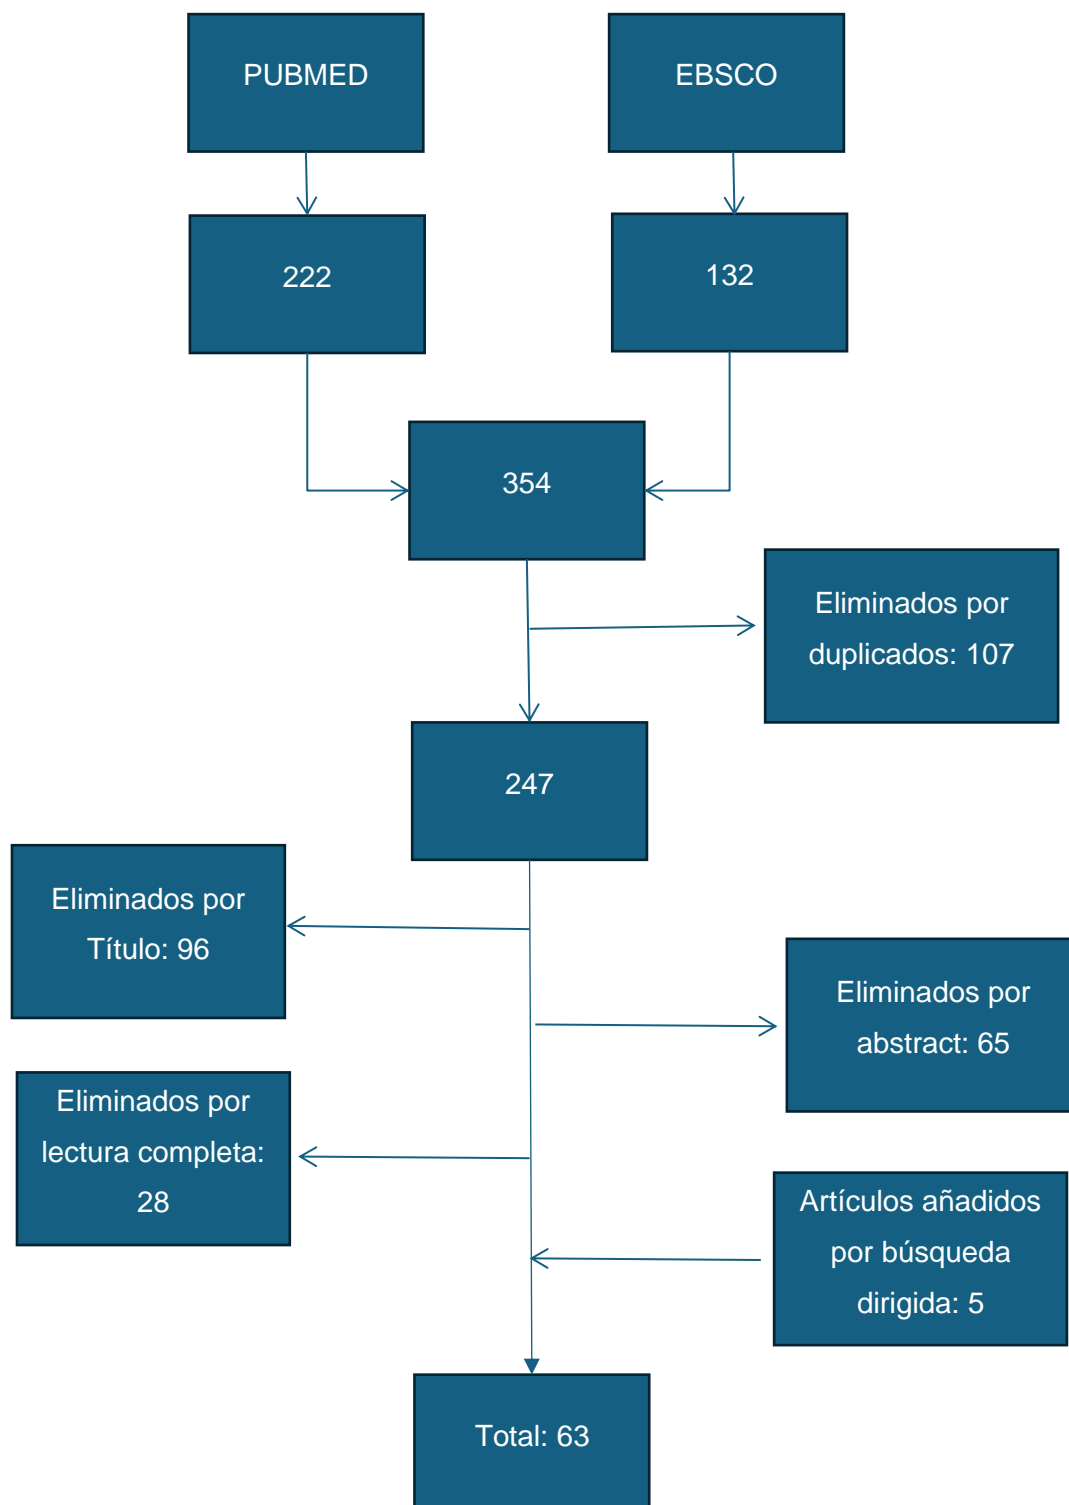 PUBMED
EBSCO
222
132
354
Eliminados por
duplicados: 107
247
Eliminados por
Título: 96
Eliminados por
abstract: 65
Eliminados por
lectura completa:
28
Artículos añadidos
por búsqueda
dirigida: 5
Total: 63